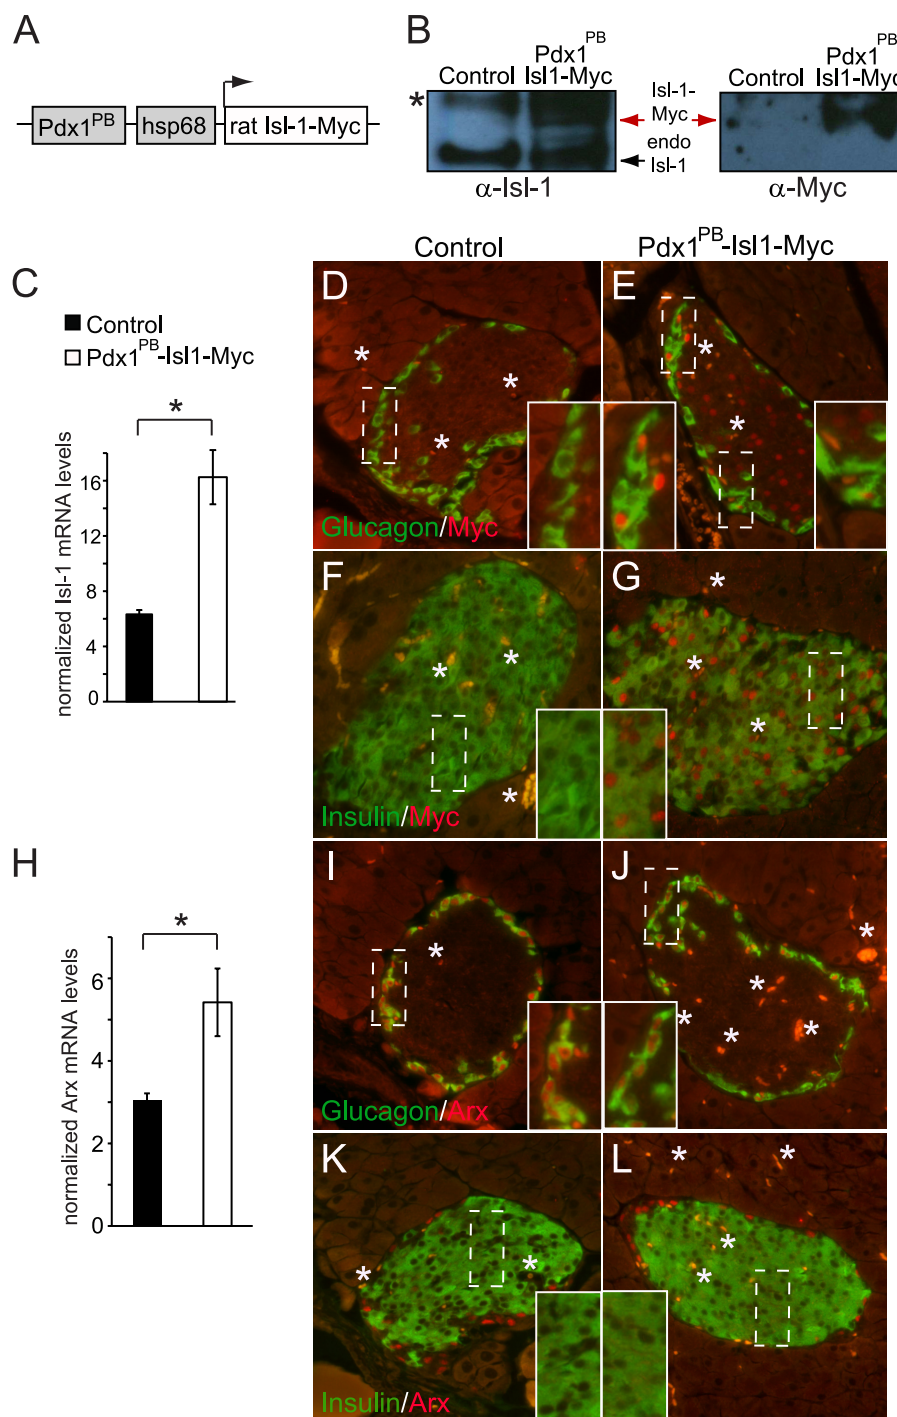 A
Pdx1PB
hsp68
rat Isl-1-Myc
B
Control
Pdx1PB
Isl1-Myc
*
Isl-1-
Myc
endo
Isl-1
α-Isl-1
Control
Pdx1PB
Isl1-Myc
α-Myc
C
Control
Pdx1PB-Isl1-Myc
*
normalized Isl-1 mRNA levels
16
12
8
6
4
0
Control
Pdx1PB-Isl1-Myc
D
*
*
*
Glucagon/Myc
E
*
*
F
*
*
*
Insulin/Myc
G
*
*
*
H
*
normalized Arx mRNA levels
6
4
2
0
I
*
Glucagon/Arx
J
*
*
*
*
*
K
*
*
Insulin/Arx
L
*
*
*
*